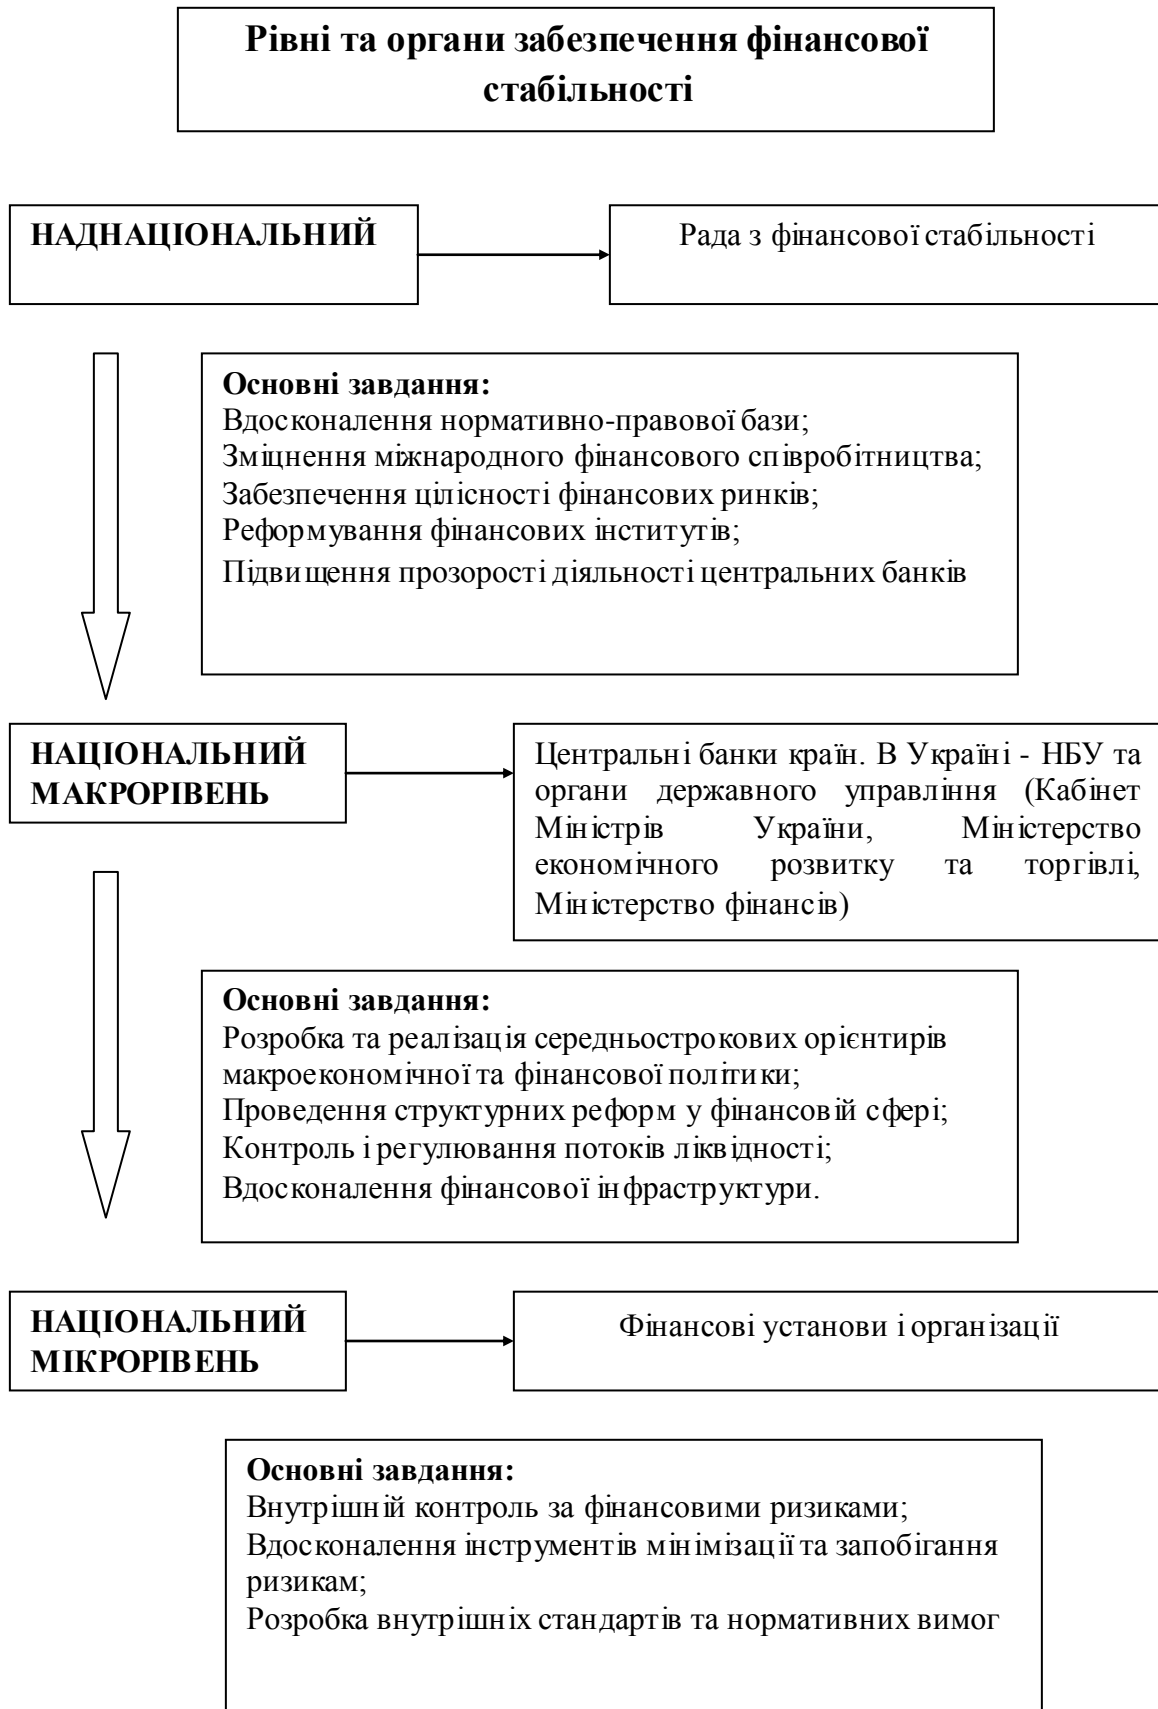 Рівні та органи забезпечення фінансової
стабільності
НАДНАЦІОНАЛЬНИЙ
Рада з фінансової стабільності
Основні завдання:
Вдосконалення нормативно-правової бази;
Зміцнення міжнародного фінансового співробітництва;
Забезпечення цілісності фінансових ринків;
Реформування фінансових інститутів;
Підвищення прозорості діяльності центральних банків
НАЦІОНАЛЬНИЙ
МАКРОРІВЕНЬ
Центральні банки країн. В Україні - НБУ та
органи державного управління (Кабінет
Міністрів України, Міністерство
економічного розвитку та торгівлі,
Міністерство фінансів)
Основні завдання:
Розробка та реалізація середньострокових орієнтирів
макроекономічної та фінансової політики;
Проведення структурних реформ у фінансовій сфері;
Контроль і регулювання потоків ліквідності;
Вдосконалення фінансової інфраструктури.
НАЦІОНАЛЬНИЙ
МІКРОРІВЕНЬ
Фінансові установи і організації
Основні завдання:
Внутрішній контроль за фінансовими ризиками;
Вдосконалення інструментів мінімізації та запобігання
ризикам;
Розробка внутрішніх стандартів та нормативних вимог